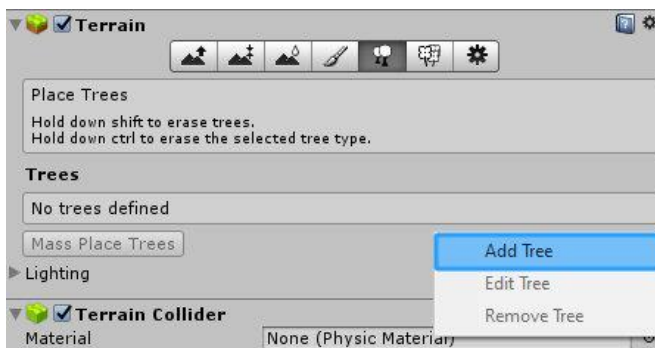 Terrain
Place Trees
Hold down shift to erase trees.
Hold down ctrl to erase the selected tree type.
Trees
No trees defined
Mass Place Trees
Add Tree
Lighting
Edit Tree
Remove Tree
Terrain Collider
Material
None (Physic Material)